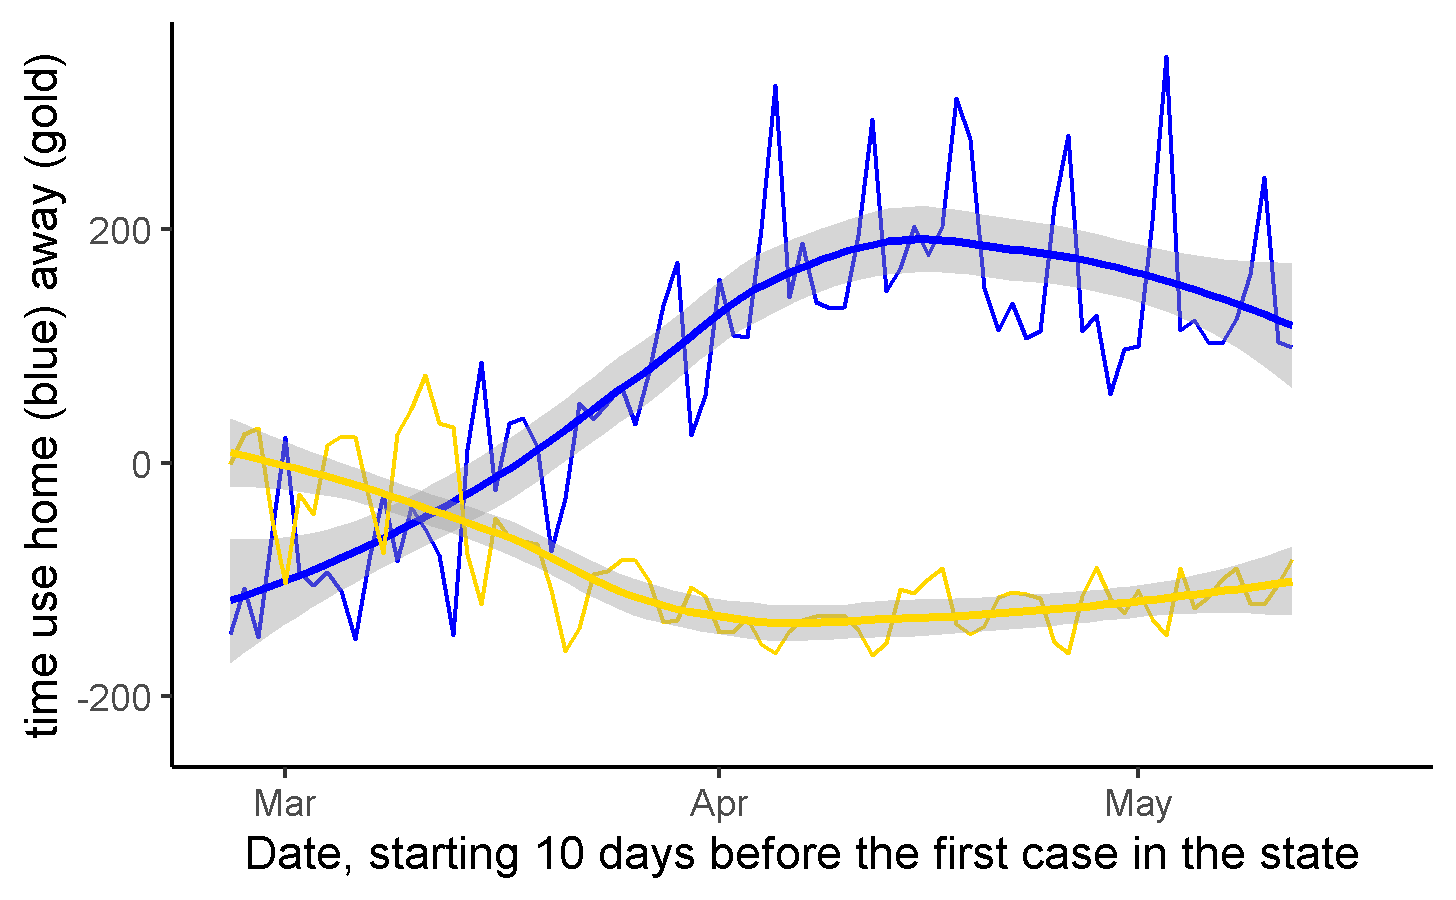 time use home (blue) away (gold)
200
0
-200
Mar Apr May
Date, starting 10 days before the first case in the state